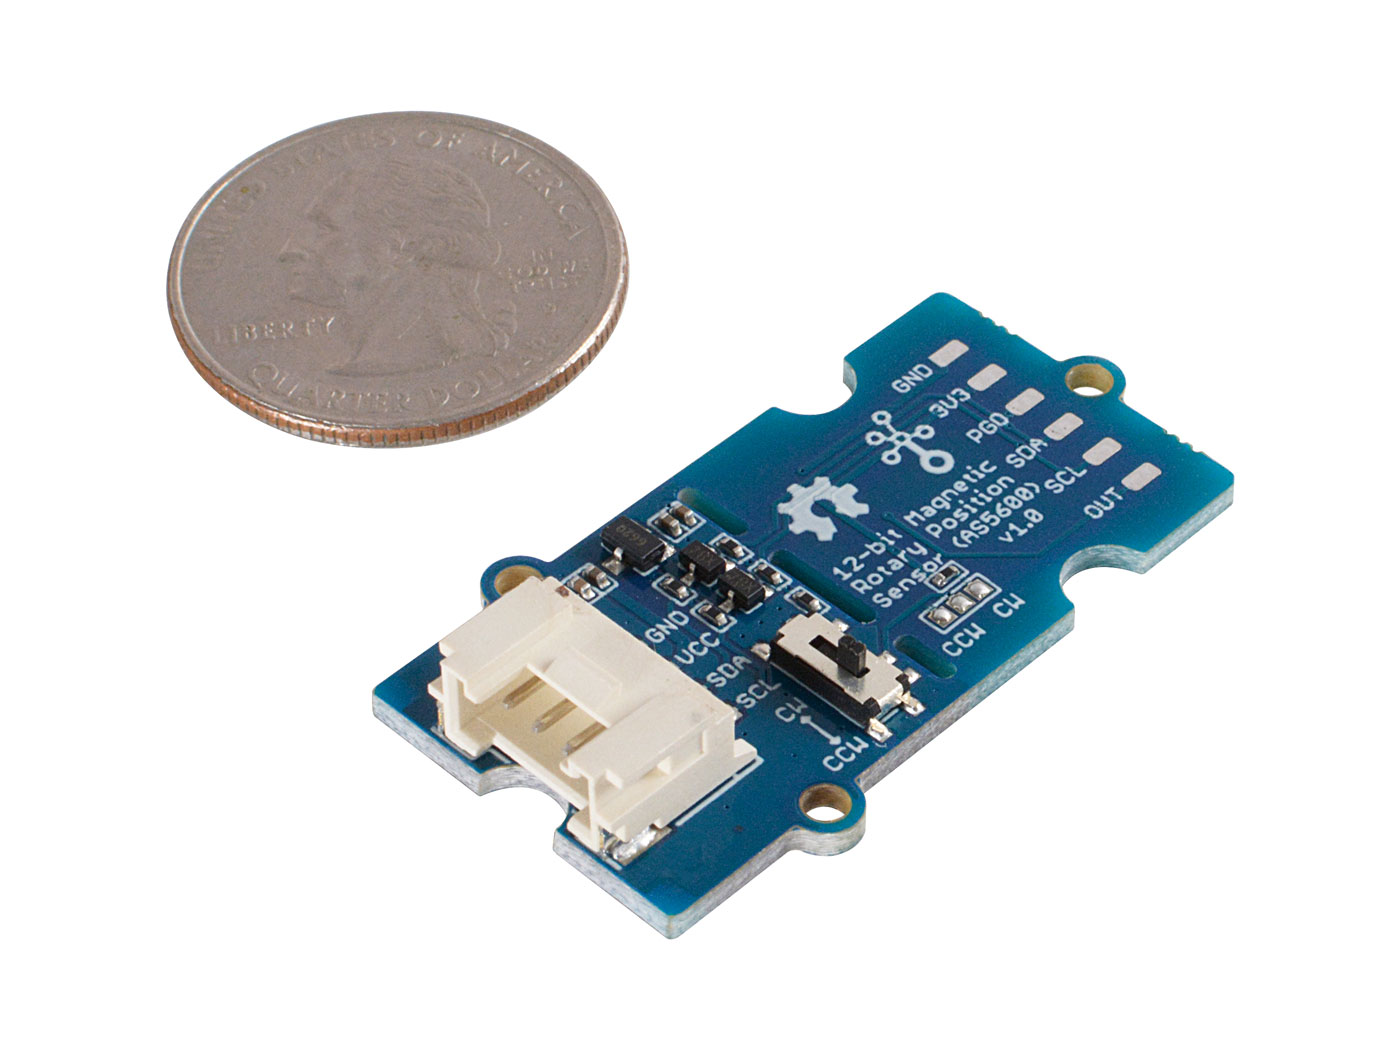 UNITED STATES OF AMERICA
LIBERTY
IN
GOD WE
TRUST
QUARTER DOLLAR
GND
3V3
PGO
SDA
SCL
OUT
12-bit Magnetic
Rotary Position
Sensor (AS5600)
v1.0
CCW CW
GND
VCC
SDA
SCL
CW
CCW